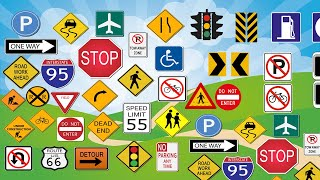 P
ONE WAY
STOP
P
TOW-AWAY
ZONE
ROAD
WORK
AHEAD
INTERSTATE
95
YIELD
SPEED
LIMIT
55
DO NOT
ENTER
P
DO NOT
ENTER
DEAD
END
ROUTE
66
DETOUR
NO
PARKING
ANY
TIME
P
ONE WAY
ROAD
WORK
AHEAD
INTERSTATE
95
STOP
P